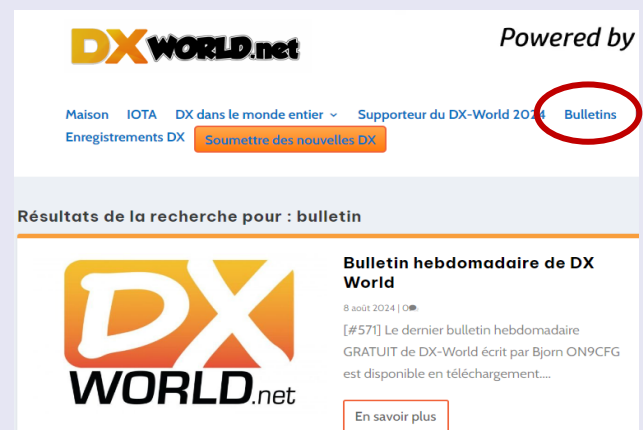 DXWORLD.net
Powered by
Maison IOTA DX dans le monde entier Supporteur du DX-World 2024 Bulletins
Enregistrements DX Soumettre des nouvelles DX
Résultats de la recherche pour : bulletin
DX
WORLD.net
Bulletin hebdomadaire de DX
World
8 août 2024 | 0
[#571] Le dernier bulletin hebdomadaire
GRATUIT de DX-World écrit par Bjorn ON9CFG
est disponible en téléchargement....
En savoir plus